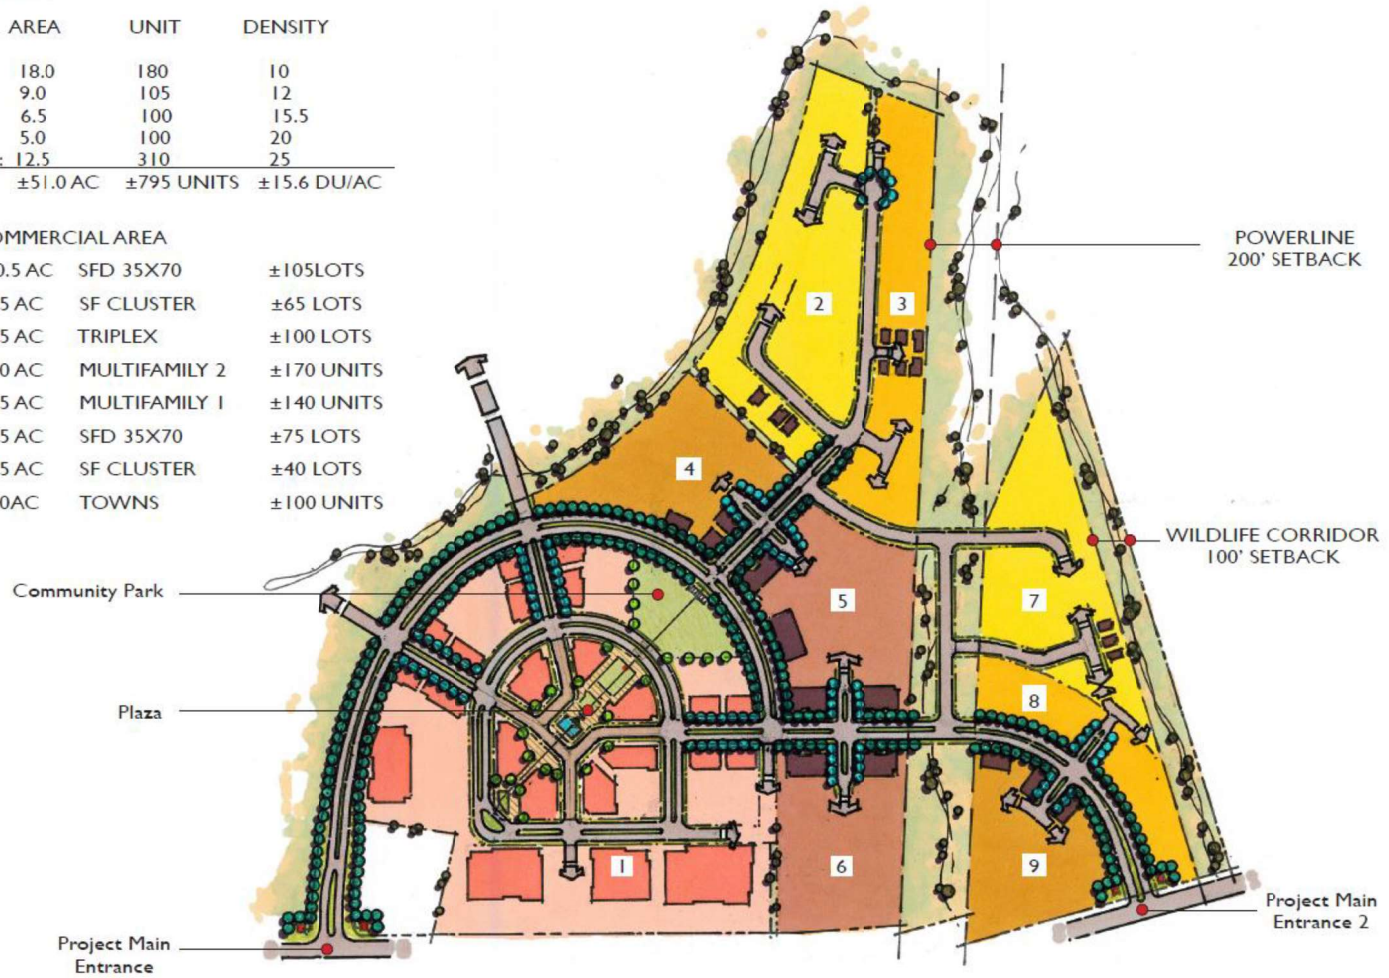 AREA UNIT DENSITY
18.0 180 10
9.0 105 12
6.5 100 15.5
5.0 100 20
: 12.5 310 25
±51.0 AC ±795 UNITS ±15.6 DU/AC
OMMERCIAL AREA
0.5 AC SFD 35X70 ±105LOTS
5 AC SF CLUSTER ±65 LOTS
5 AC TRIPLEX ±100 LOTS
0 AC MULTIFAMILY 2 ±170 UNITS
5 AC MULTIFAMILY 1 ±140 UNITS
5 AC SFD 35X70 ±75 LOTS
5 AC SF CLUSTER ±40 LOTS
0AC TOWNS ±100 UNITS
POWERLINE
200' SETBACK
2
3
4
WILDLIFE CORRIDOR
100' SETBACK
Community Park
5
7
Plaza
8
1
6
9
Project Main
Entrance 2
Project Main
Entrance